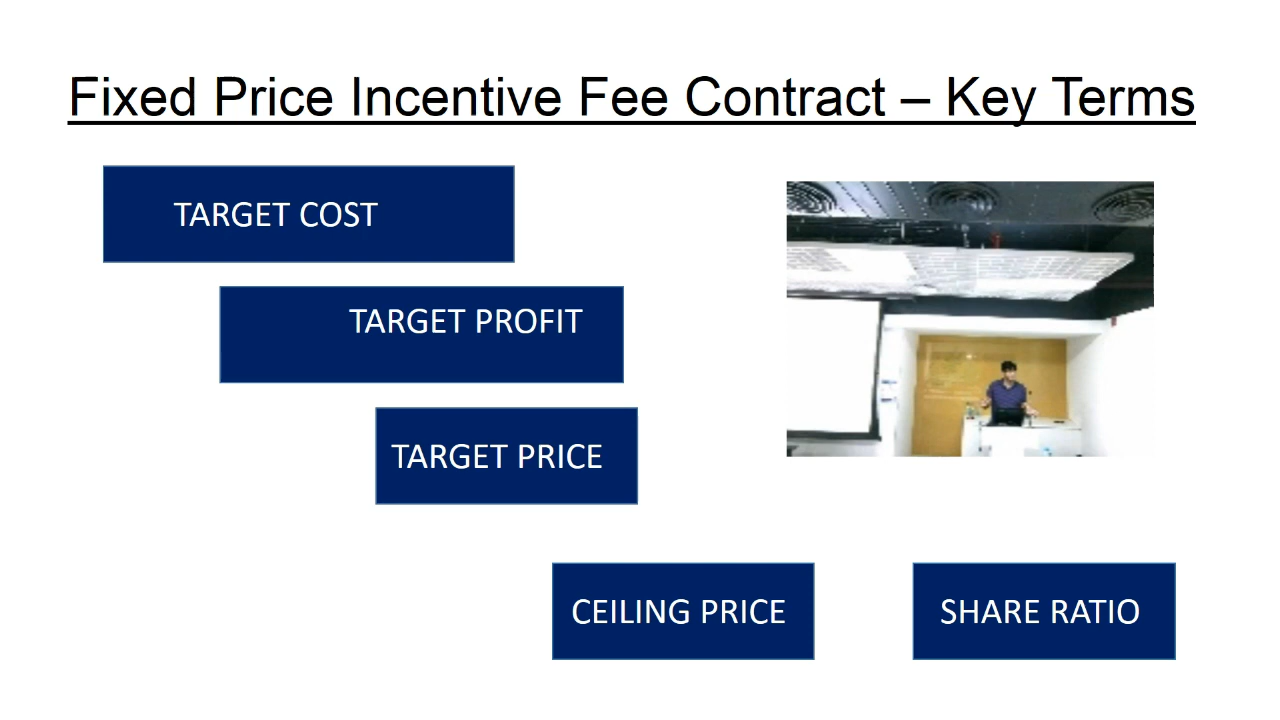 Fixed Price Incentive Fee Contract – Key Terms
TARGET COST
TARGET PROFIT
TARGET PRICE
CEILING PRICE
SHARE RATIO